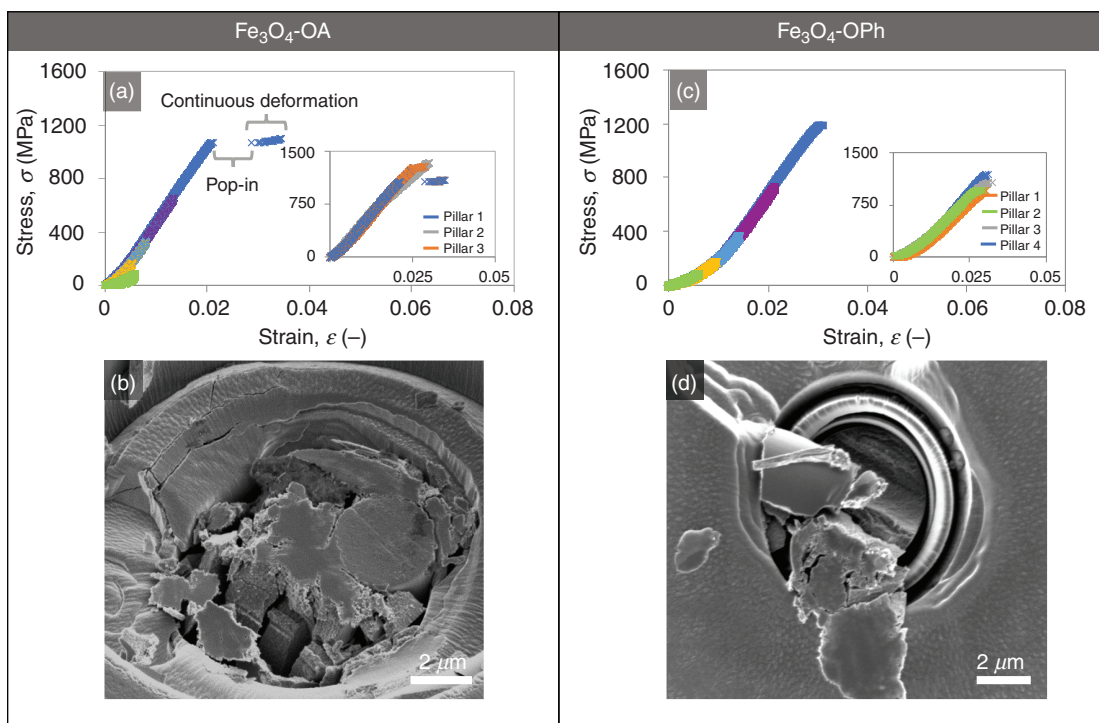 Fe₃O₄-OA
Fe₃O₄-OPh
(a)
Stress, σ (MPa)
1600
1200
800
400
0
Continuous deformation
Pop-in
1500
750
0
0.025
0.05
Pillar 1
Pillar 2
Pillar 3
0
0.02
0.04
0.06
0.08
Strain, ε (–)
(c)
Stress, σ (MPa)
1600
1200
800
400
0
1500
750
0
0
0.025
0.05
Pillar 1
Pillar 2
Pillar 3
Pillar 4
0
0.02
0.04
0.06
0.08
Strain, ε (–)
(b)
2 μm
(d)
2 μm